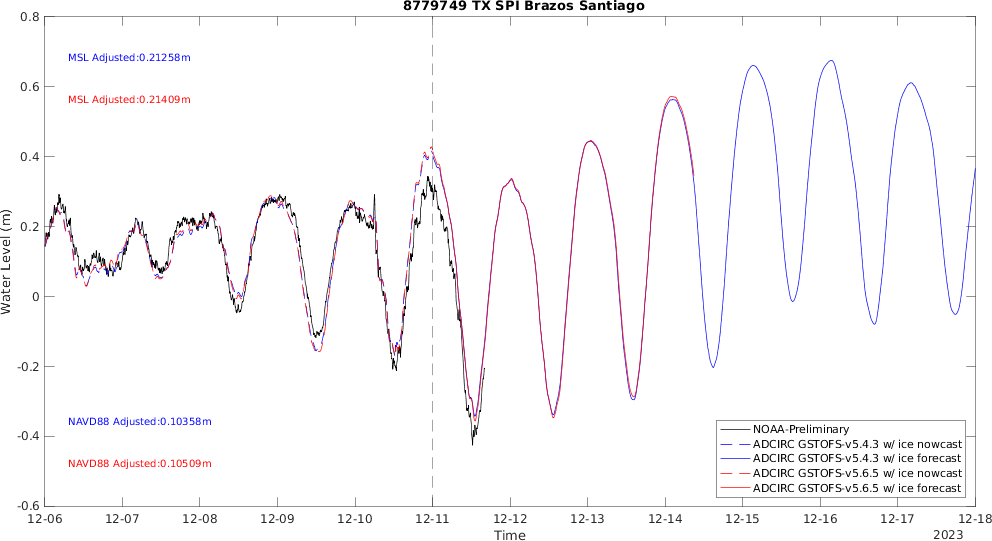 8779749 TX SPI Brazos Santiago
0.8
0.6
0.4
0.2
0
-0.2
-0.4
-0.6
Water Level (m)
MSL Adjusted:0.21258m
MSL Adjusted:0.21409m
NAVD88 Adjusted:0.10358m
NAVD88 Adjusted:0.10509m
NOAA-Preliminary
ADCIRC GSTOFS-v5.4.3 w/ ice nowcast
ADCIRC GSTOFS-v5.4.3 w/ ice forecast
ADCIRC GSTOFS-v5.6.5 w/ ice nowcast
ADCIRC GSTOFS-v5.6.5 w/ ice forecast
12-06 12-07 12-08 12-09 12-10 12-11 12-12 12-13 12-14 12-15 12-16 12-17 12-18
Time
2023